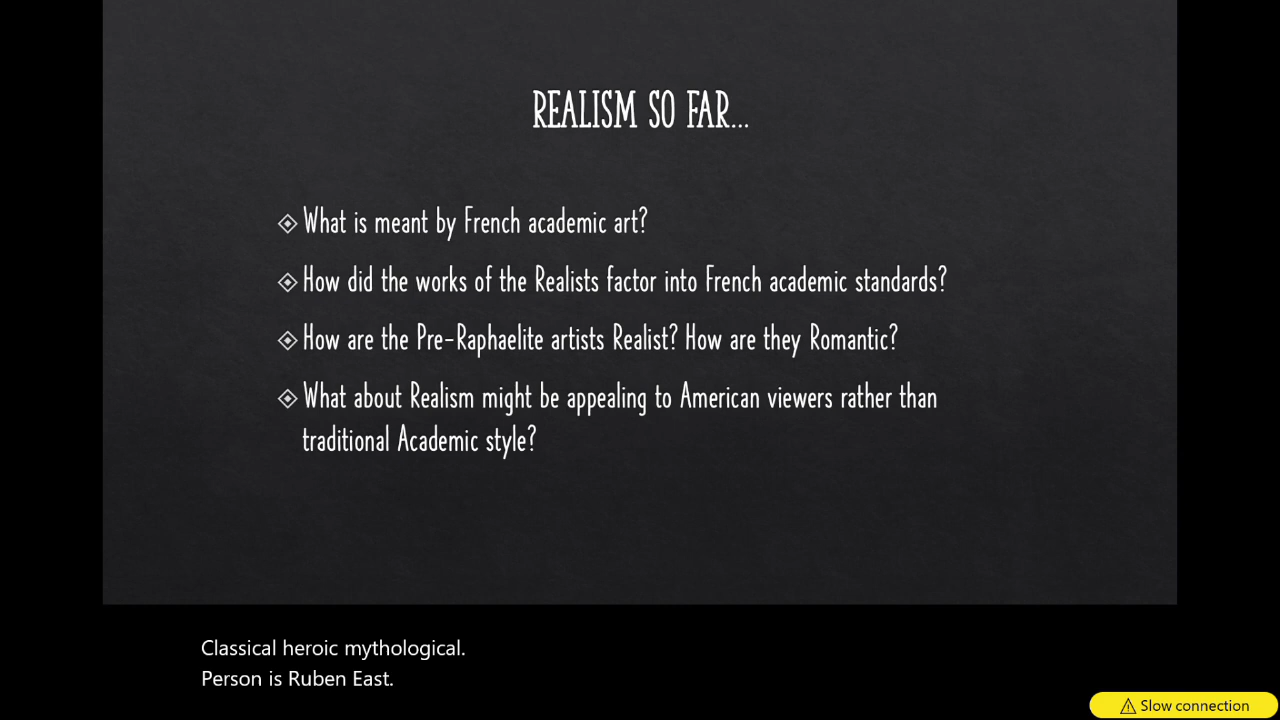 REALISM SO FAR...
What is meant by French academic art?
How did the works of the Realists factor into French academic standards?
How are the Pre-Raphaelite artists Realist? How are they Romantic?
What about Realism might be appealing to American viewers rather than
traditional Academic style?
Classical heroic mythological.
Person is Ruben East.
Slow connection